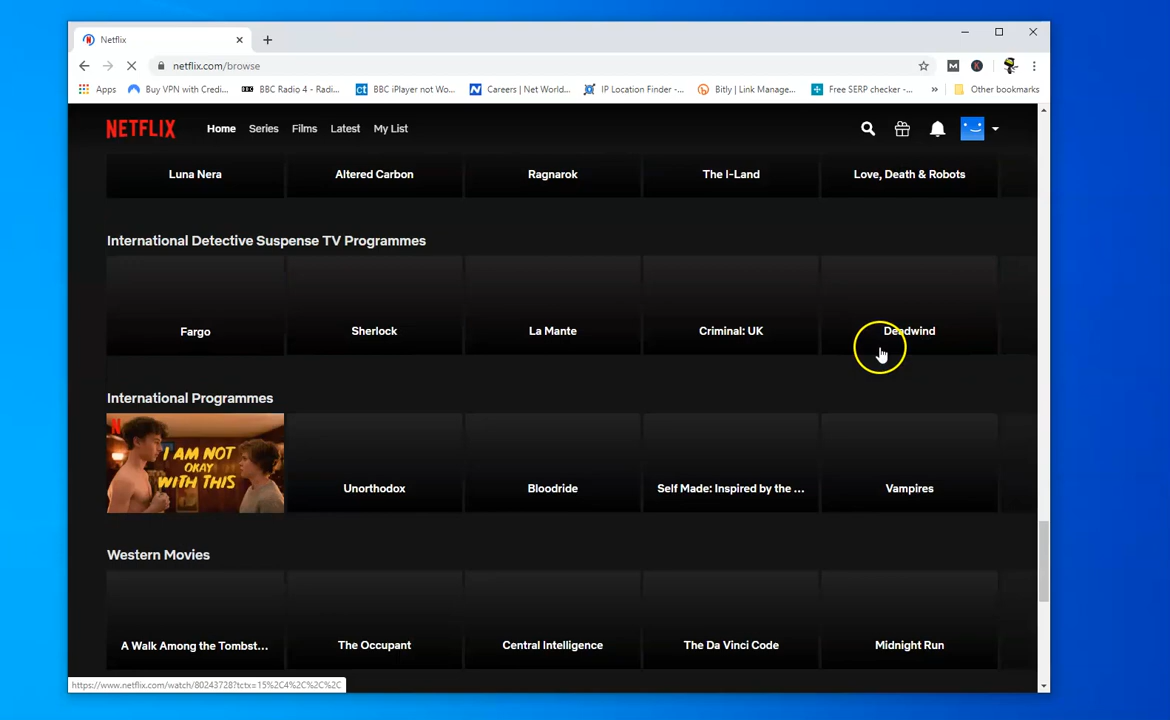 Netflix
netflix.com/browse
Apps Buy VPN with Credi... BBC Radio 4 - Radi... BBC iPlayer not Wo... Careers | Net World... IP Location Finder -... Bitly | Link Manage... Free SERP checker -... » Other bookmarks
NETFLIX Home Series Films Latest My List
Luna Nera Altered Carbon Ragnarok The I-Land Love, Death & Robots
International Detective Suspense TV Programmes
Fargo Sherlock La Mante Criminal: UK Deadwind
International Programmes
N
I AM NOT
OKAY
WITH THIS
Unorthodox Bloodride Self Made: Inspired by the ... Vampires
Western Movies
A Walk Among the Tombst... The Occupant Central Intelligence The Da Vinci Code Midnight Run
https://www.netflix.com/watch/80243728?tctx=15%2C4%2C%2C%2C